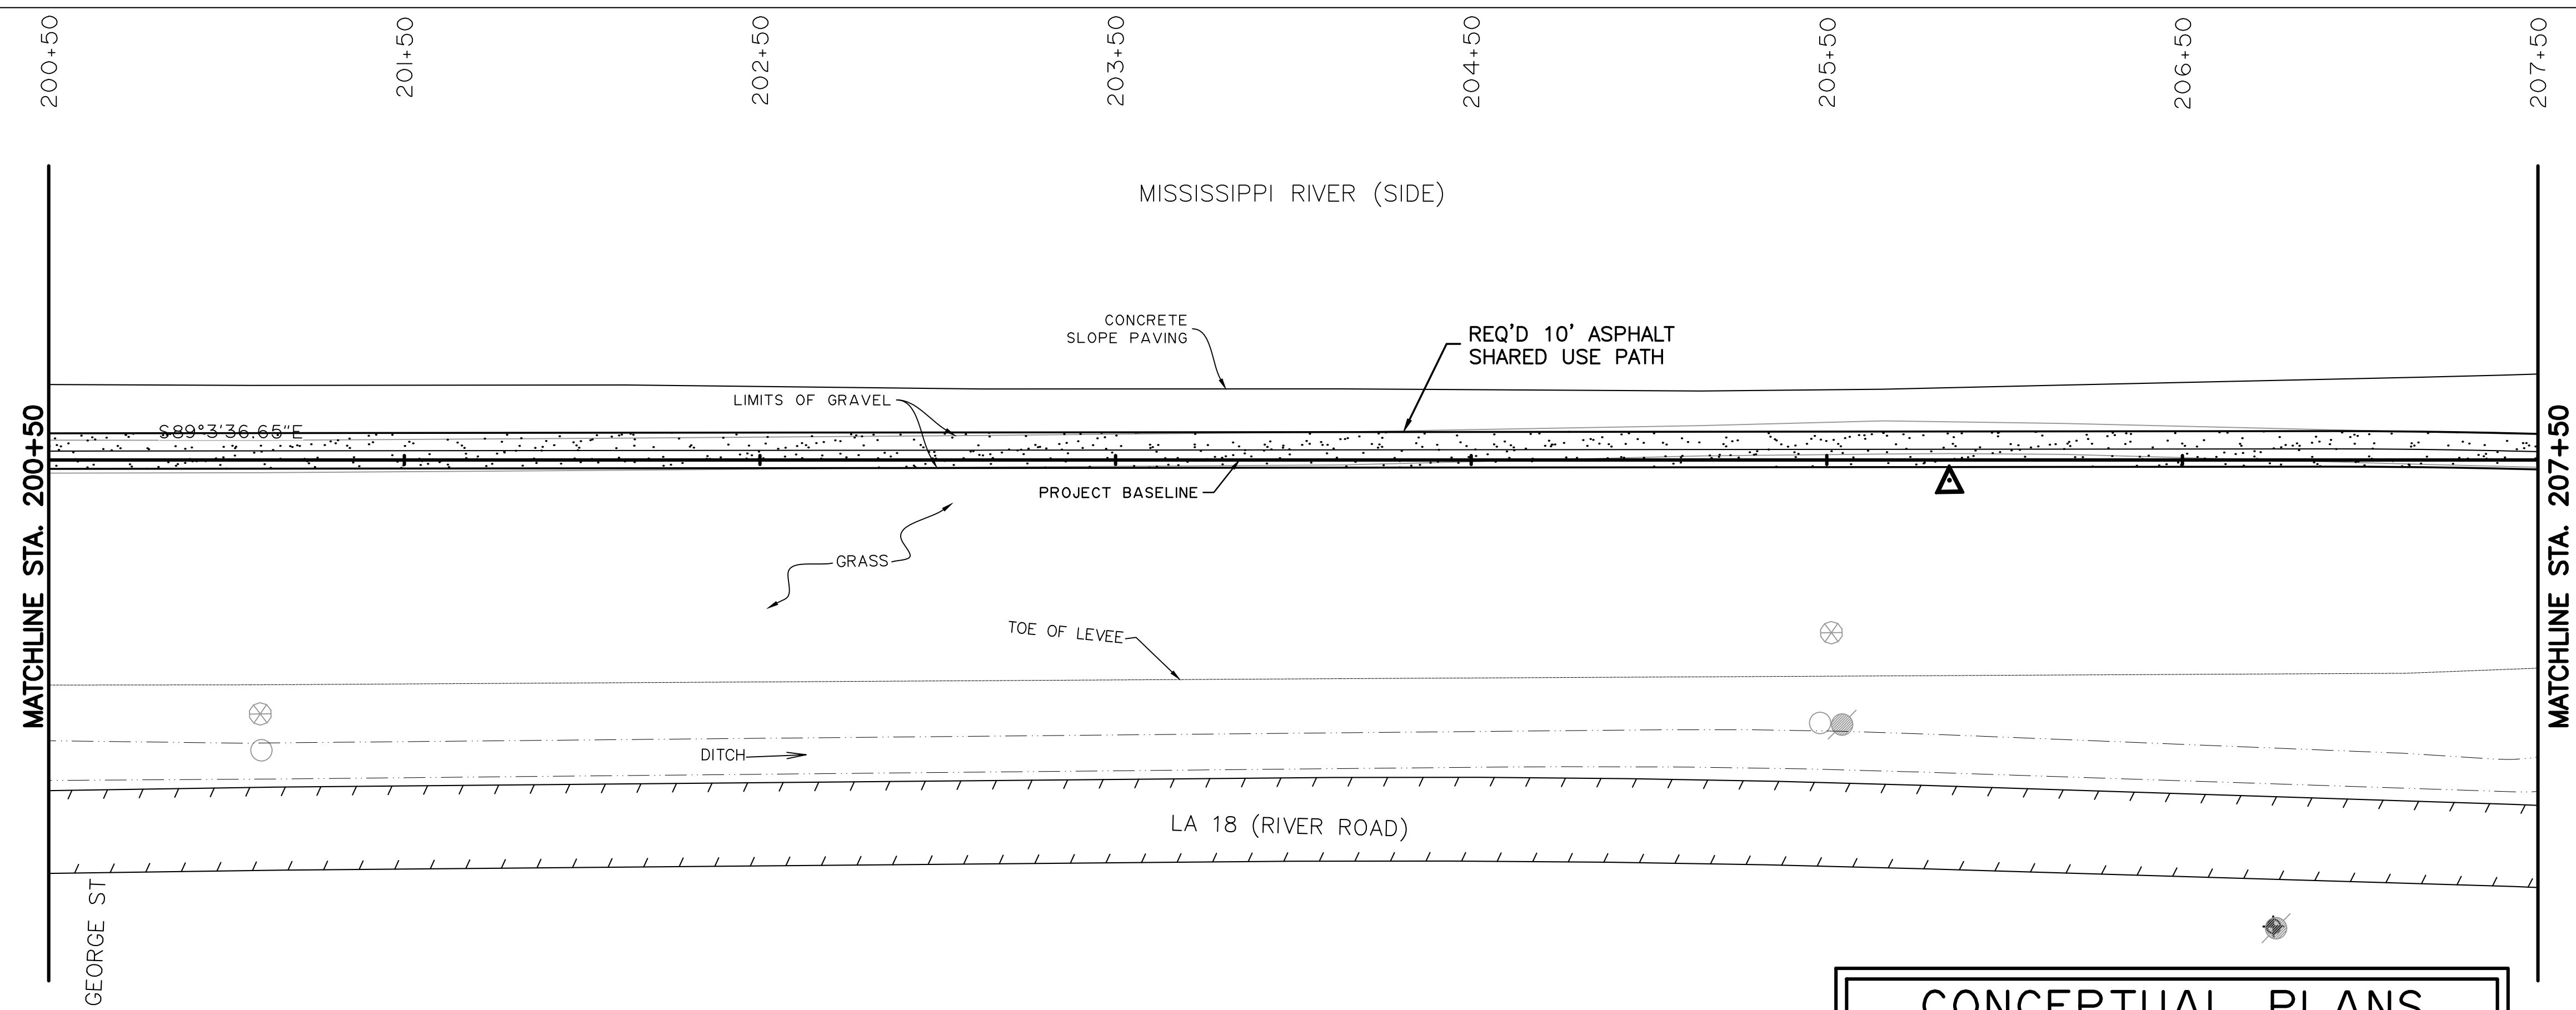 200+50
201+50
202+50
203+50
204+50
205+50
206+50
207+50
MISSISSIPPI RIVER (SIDE)
CONCRETE
SLOPE PAVING
REQ'D 10' ASPHALT
SHARED USE PATH
LIMITS OF GRAVEL
S89°3'36.65"E
PROJECT BASELINE
MATCHLINE STA. 200+50
MATCHLINE STA. 207+50
GRASS
TOE OF LEVEE
DITCH
LA 18 (RIVER ROAD)
GEORGE ST
CONCEPTUAL PLANS